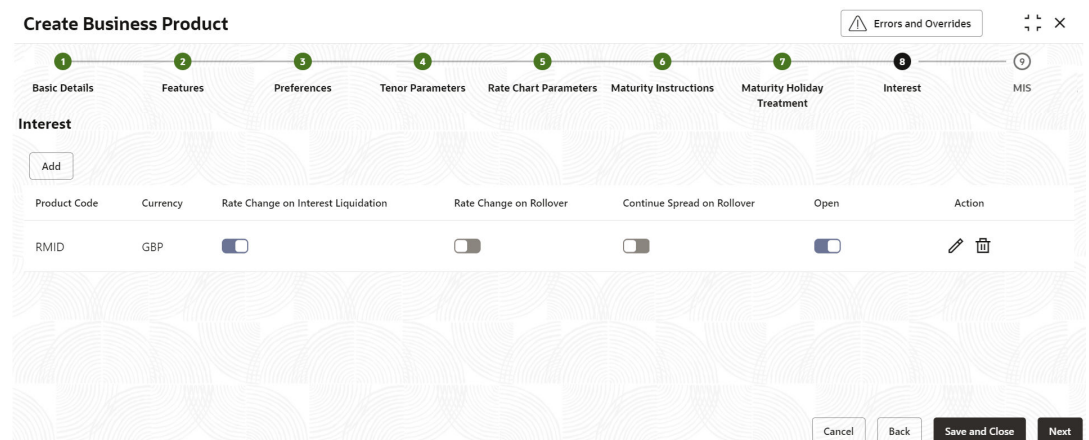 Create Business Product
Errors and Overrides
1 2 3 4 5 6 7 8 9
Basic Details Features Preferences Tenor Parameters Rate Chart Parameters Maturity Instructions Maturity Holiday Treatment Interest MIS
Interest
Add
Product Code Currency Rate Change on Interest Liquidation Rate Change on Rollover Continue Spread on Rollover Open Action
RMID GBP
Cancel Back Save and Close Next